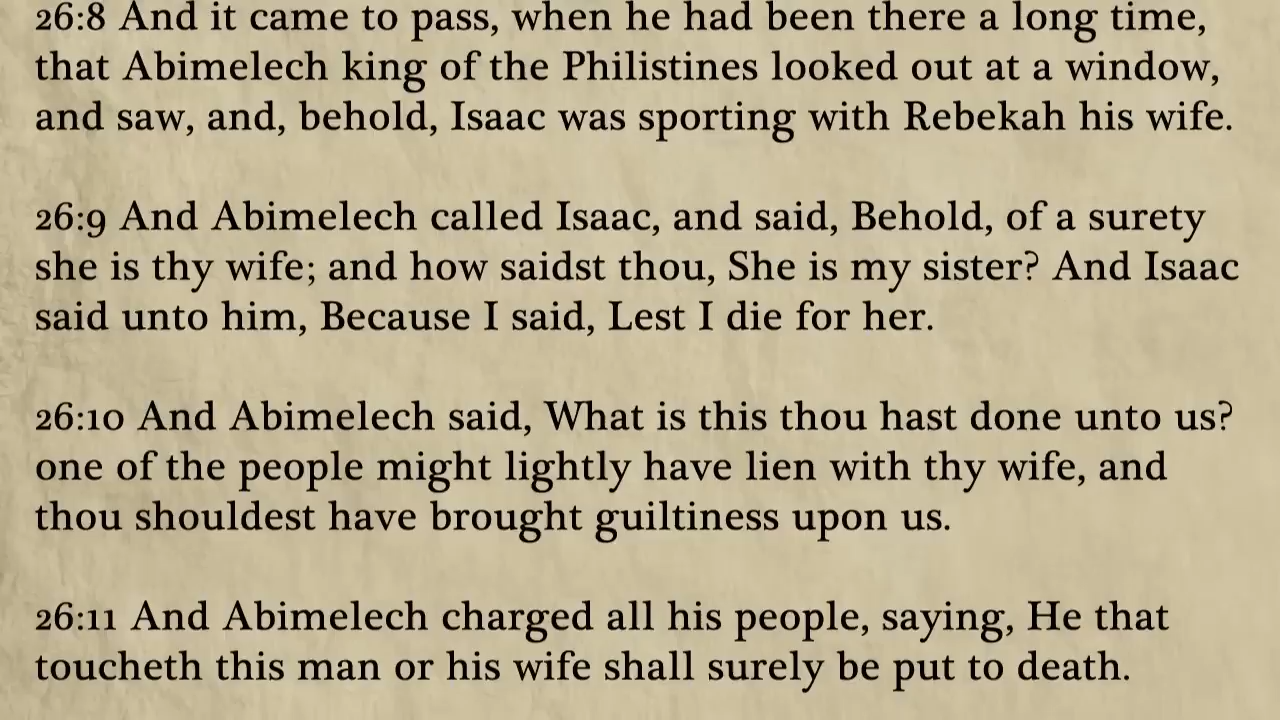 26:8 And it came to pass, when he had been there a long time,
that Abimelech king of the Philistines looked out at a window,
and saw, and, behold, Isaac was sporting with Rebekah his wife.
26:9 And Abimelech called Isaac, and said, Behold, of a surety
she is thy wife; and how saidst thou, She is my sister? And Isaac
said unto him, Because I said, Lest I die for her.
26:10 And Abimelech said, What is this thou hast done unto us?
one of the people might lightly have lien with thy wife, and
thou shouldest have brought guiltiness upon us.
26:11 And Abimelech charged all his people, saying, He that
toucheth this man or his wife shall surely be put to death.